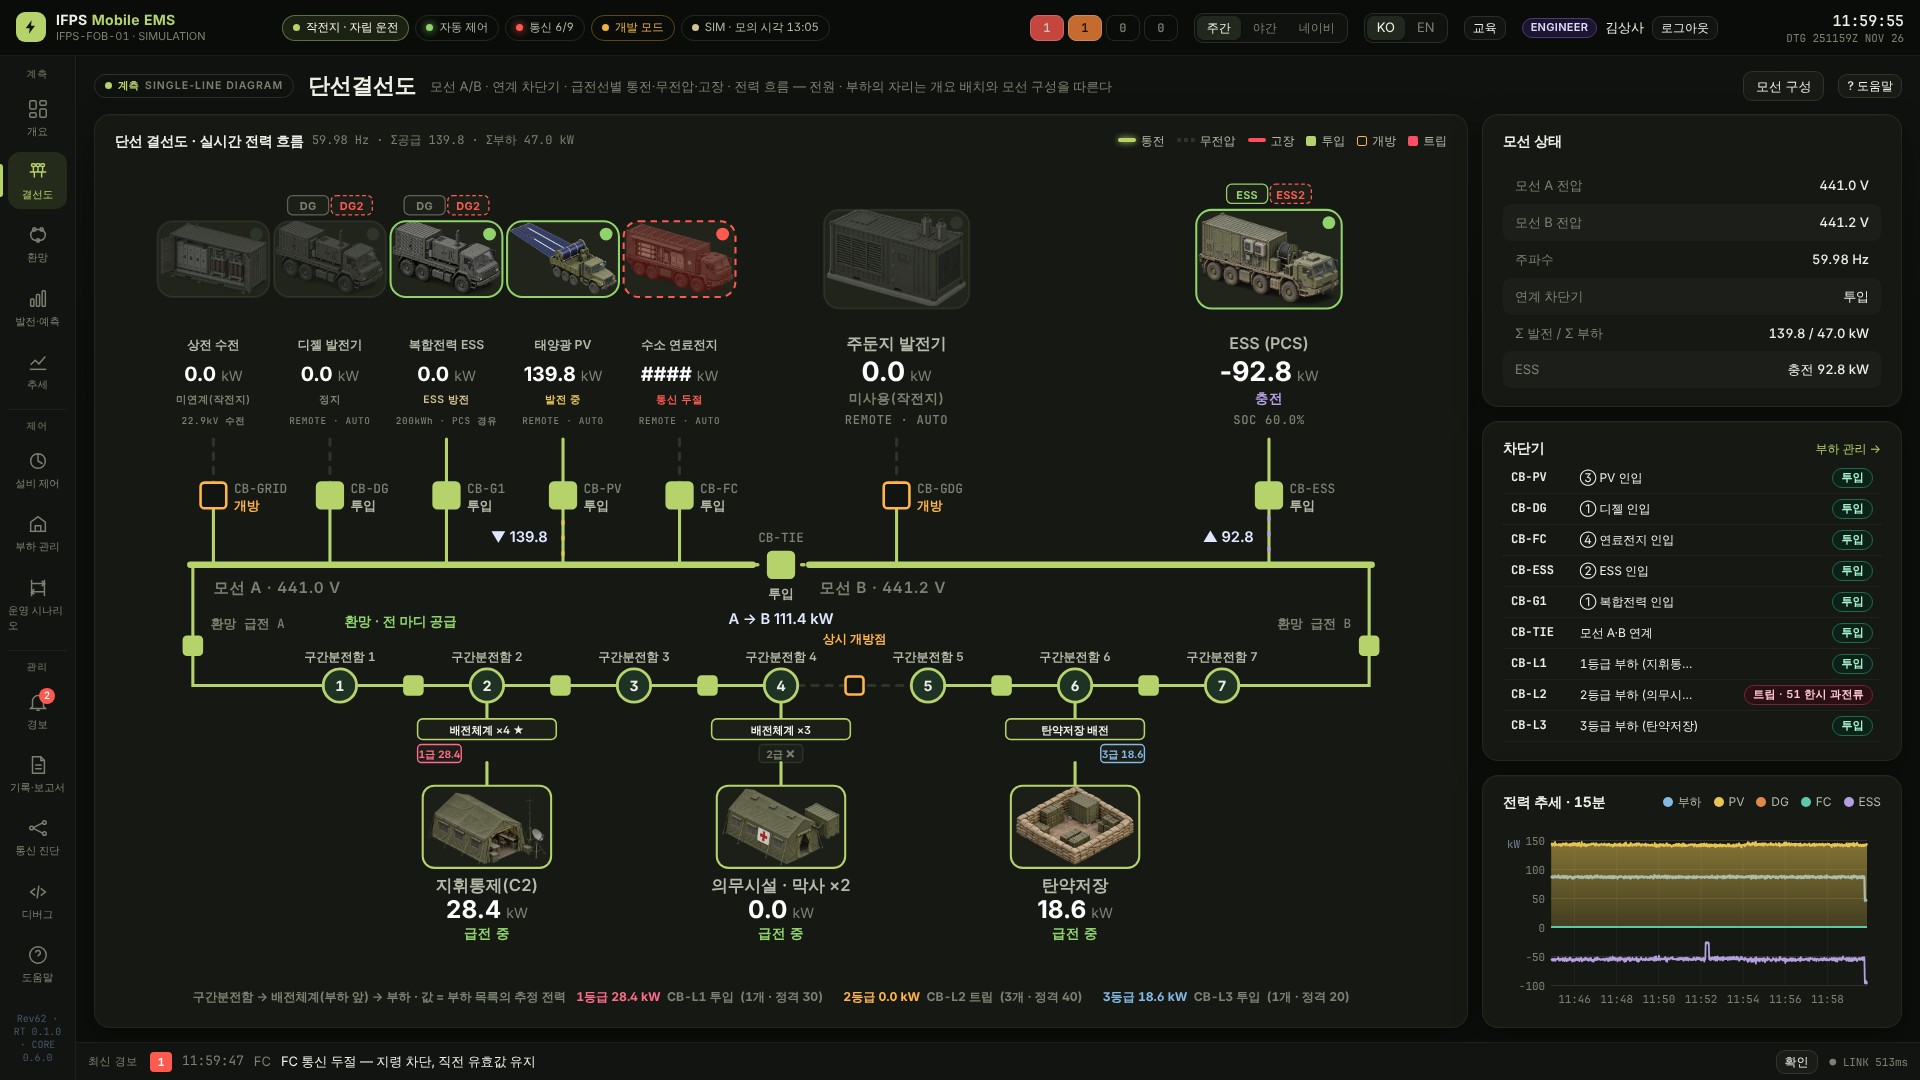 IFPS Mobile EMS
IFPS-FOB-01 · SIMULATION
작전지 · 자립 운전
자동 제어
통신 6/9
개발 모드
SIM · 모의 시각 13:05
1 1 0 0
주간 야간 네이비
KO EN
교육
ENGINEER 김상사 로그아웃
11:59:55
DTG 251159Z NOV 26
계측
개요
결선도
환망
발전·예측
추세
제어
설비 제어
부하 관리
운영 시나리오
관리
2
경보
기록·보고서
통신 진단
디버그
도움말
Rev62 ·
RT 0.1.0
· CORE
0.6.0
계측 SINGLE-LINE DIAGRAM
단선결선도
모선 A/B · 연계 차단기 · 급전선별 통전·무전압·고장 · 전력 흐름 — 전원 · 부하의 자리는 개요 배치와 모선 구성을 따른다
모선 구성
? 도움말
단선 결선도 · 실시간 전력 흐름 59.98 Hz · Σ공급 139.8 · Σ부하 47.0 kW
통전 무전압 고장 투입 개방 트립
DG DG2 DG DG2 ESS ESS2
상전 수전
0.0 kW
미연계(작전지)
22.9kV 수전
디젤 발전기
0.0 kW
정지
REMOTE · AUTO
복합전력 ESS
0.0 kW
ESS 방전
200kWh · PCS 경유
태양광 PV
139.8 kW
발전 중
REMOTE · AUTO
수소 연료전지
#### kW
통신 두절
REMOTE · AUTO
주둔지 발전기
0.0 kW
미사용(작전지)
REMOTE · AUTO
ESS (PCS)
-92.8 kW
충전
SOC 60.0%
CB-GRID
개방
CB-DG
투입
CB-G1
투입
CB-PV
투입
CB-FC
투입
CB-GDG
개방
CB-ESS
투입
▼ 139.8
▲ 92.8
CB-TIE
투입
모선 A · 441.0 V
모선 B · 441.2 V
A → B 111.4 kW
환망 급전 A
환망 · 전 마디 공급
상시 개방점
환망 급전 B
구간분전함 1 구간분전함 2 구간분전함 3 구간분전함 4 구간분전함 5 구간분전함 6 구간분전함 7
1 2 3 4 5 6 7
배전체계 ×4 ★
1급 28.4
배전체계 ×3
2급 ✕
탄약저장 배전
3급 18.6
지휘통제(C2)
28.4 kW
급전 중
의무시설 · 막사 ×2
0.0 kW
급전 중
탄약저장
18.6 kW
급전 중
구간분전함 → 배전체계(부하 앞) → 부하 · 값 = 부하 목록의 추정 전력 1등급 28.4 kW CB-L1 투입 (1개 · 정격 30) 2등급 0.0 kW CB-L2 트립 (3개 · 정격 40) 3등급 18.6 kW CB-L3 투입 (1개 · 정격 20)
모선 상태
모선 A 전압 441.0 V
모선 B 전압 441.2 V
주파수 59.98 Hz
연계 차단기 투입
Σ 발전 / Σ 부하 139.8 / 47.0 kW
ESS 충전 92.8 kW
차단기 부하 관리 →
CB-PV ③ PV 인입 투입
CB-DG ① 디젤 인입 투입
CB-FC ④ 연료전지 인입 투입
CB-ESS ② ESS 인입 투입
CB-G1 ① 복합전력 인입 투입
CB-TIE 모선 A·B 연계 투입
CB-L1 1등급 부하 (지휘통... 투입
CB-L2 2등급 부하 (의무시... 트립 · 51 한시 과전류
CB-L3 3등급 부하 (탄약저장) 투입
전력 추세 · 15분 부하 PV DG FC ESS
kW 150
100
50
0
-50
-100
11:46 11:48 11:50 11:52 11:54 11:56 11:58
최신 경보 1 11:59:47 FC FC 통신 두절 — 지령 차단, 직전 유효값 유지
확인 LINK 513ms